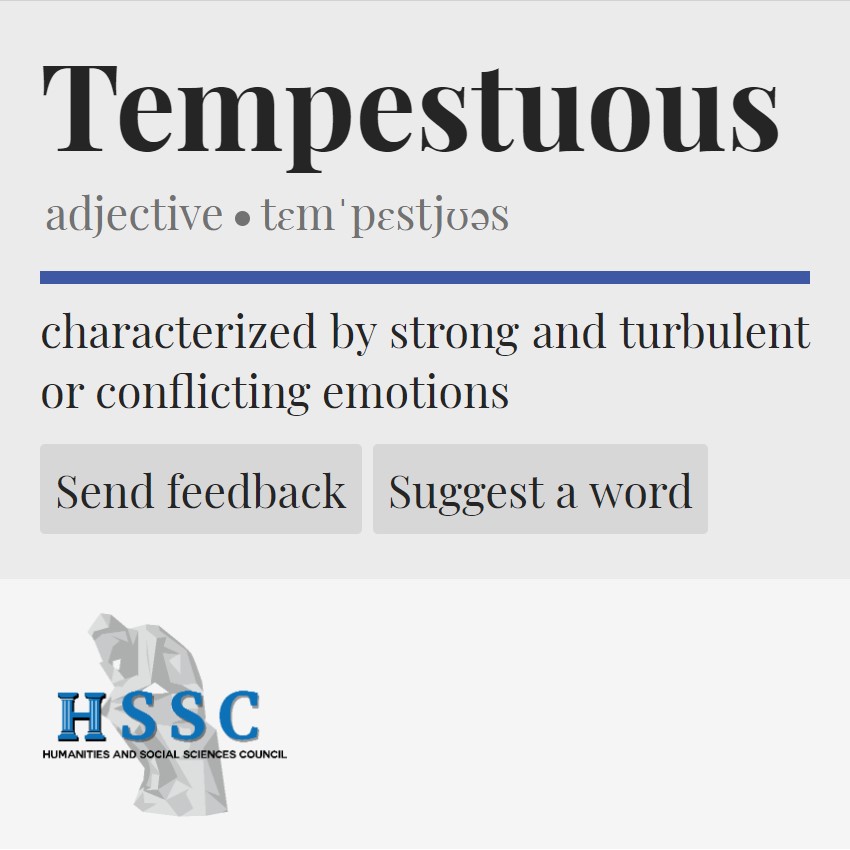 Tempestuous
adjective • tɛmˈpɛstjʊəs
characterized by strong and turbulent
or conflicting emotions
Send feedback Suggest a word
HSSC
HUMANITIES AND SOCIAL SCIENCES COUNCIL